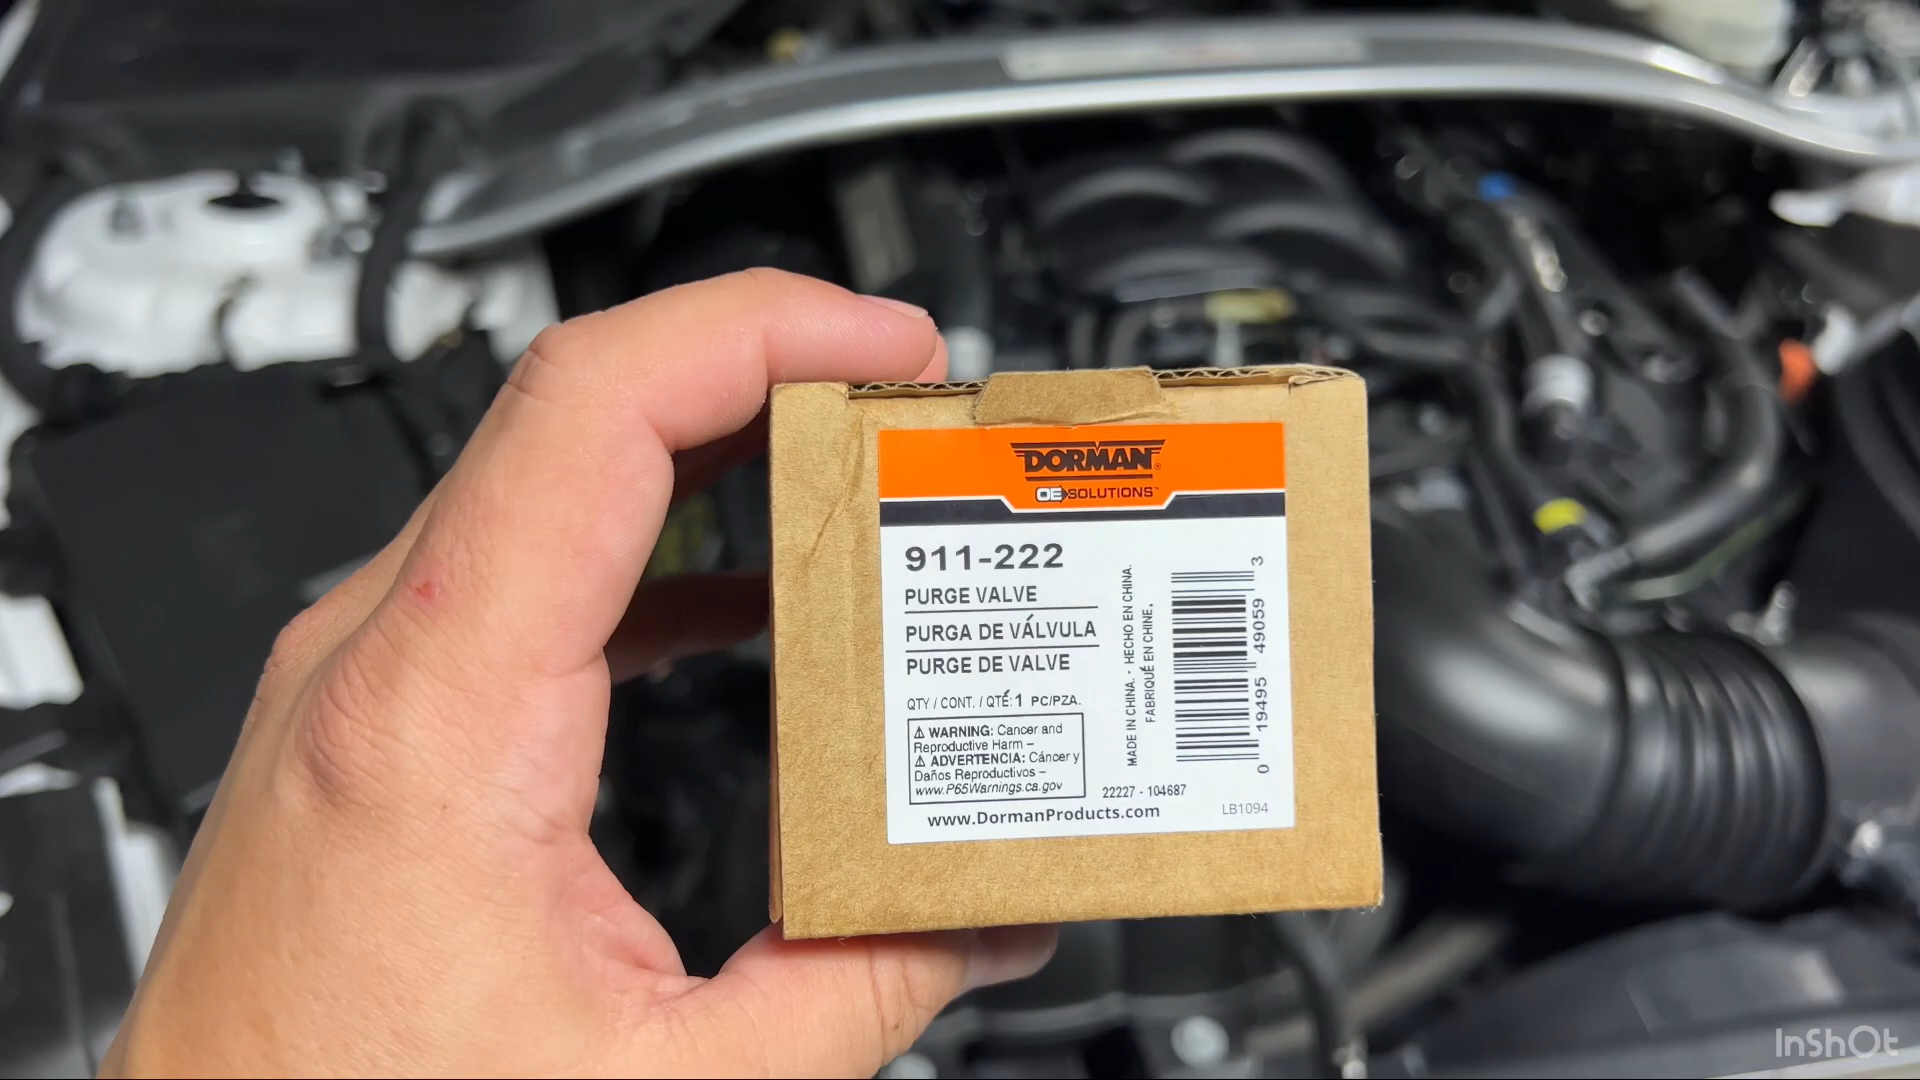 DORMAN®
OE SOLUTIONS™
911-222
PURGE VALVE
PURGA DE VÁLVULA
PURGE DE VALVE
QTY / CONT. / QTÉ: 1 PC/PZA.
⚠ WARNING: Cancer and
Reproductive Harm –
⚠ ADVERTENCIA: Cáncer y
Daños Reproductivos –
www.P65Warnings.ca.gov
MADE IN CHINA. - HECHO EN CHINA.
FABRIQUÉ EN CHINE.
0 19495 49059 3
22227 - 104687
www.DormanProducts.com
LB1094
InShOt